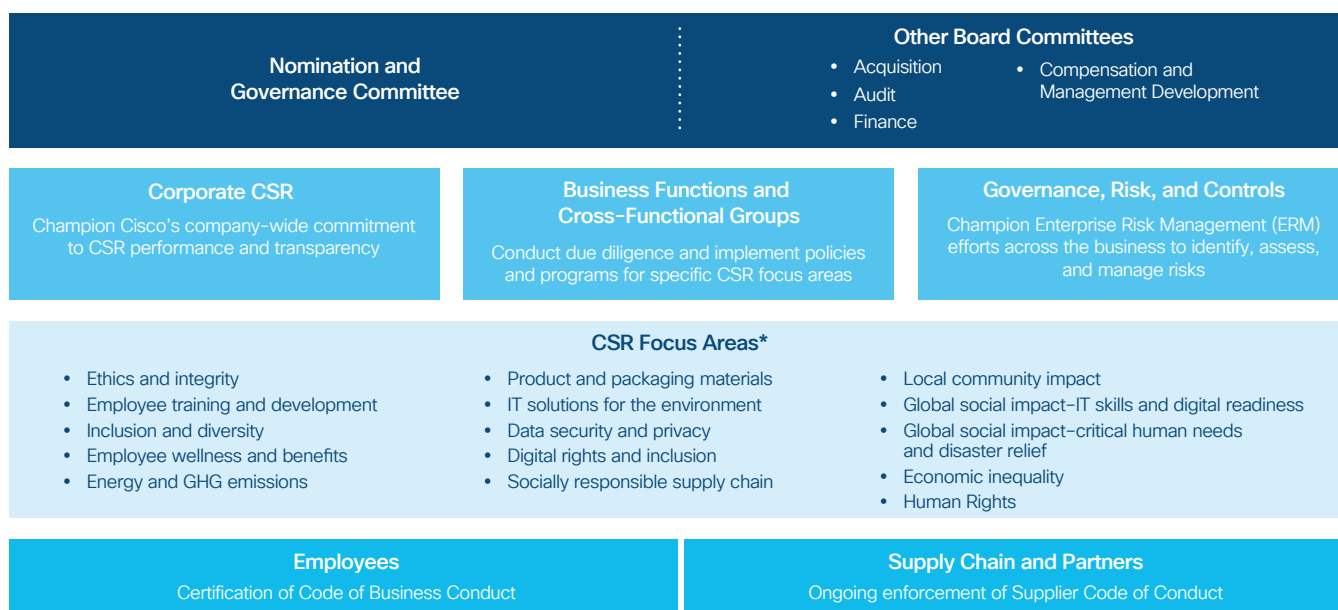 Nomination and
Governance Committee
Other Board Committees
• Acquisition
• Audit
• Finance
• Compensation and
Management Development
Corporate CSR
Champion Cisco's company-wide commitment
to CSR performance and transparency
Business Functions and
Cross-Functional Groups
Conduct due diligence and implement policies
and programs for specific CSR focus areas
Governance, Risk, and Controls
Champion Enterprise Risk Management (ERM)
efforts across the business to identify, assess,
and manage risks
CSR Focus Areas*
• Ethics and integrity
• Employee training and development
• Inclusion and diversity
• Employee wellness and benefits
• Energy and GHG emissions
• Product and packaging materials
• IT solutions for the environment
• Data security and privacy
• Digital rights and inclusion
• Socially responsible supply chain
• Local community impact
• Global social impact–IT skills and digital readiness
• Global social impact–critical human needs
and disaster relief
• Economic inequality
• Human Rights
Employees
Certification of Code of Business Conduct
Supply Chain and Partners
Ongoing enforcement of Supplier Code of Conduct